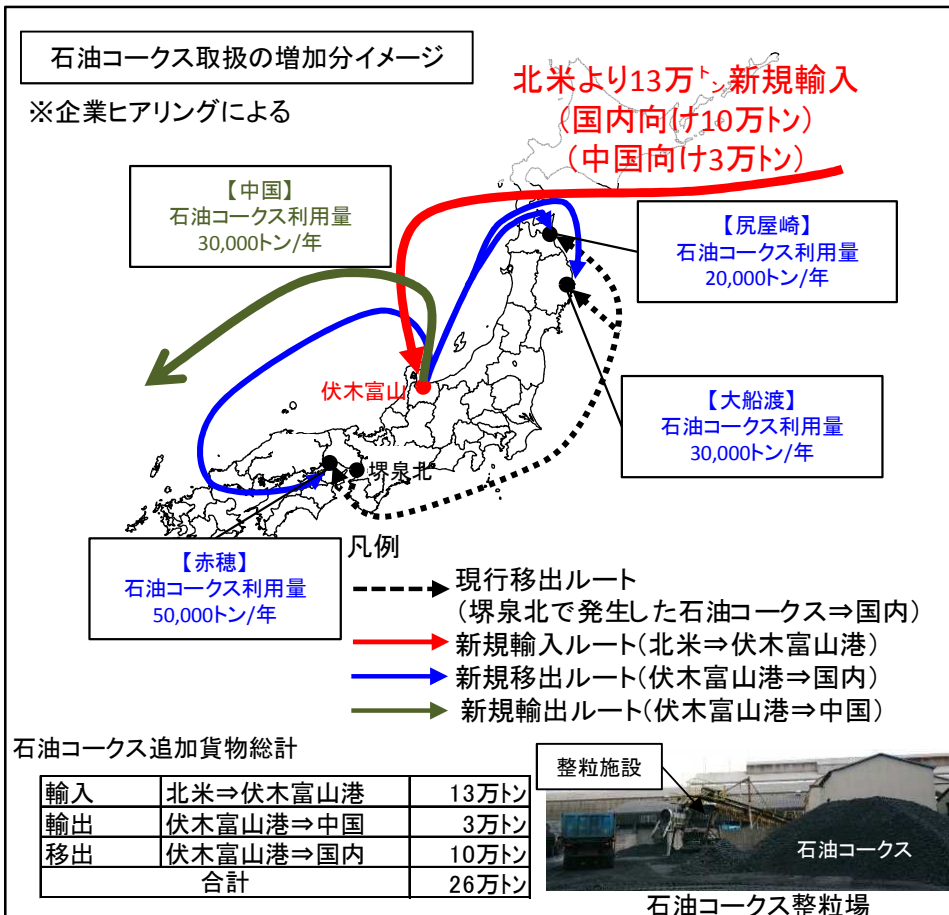 石油コークス取扱の増加分イメージ
※企業ヒアリングによる
北米より13万トン新規輸入
(国内向け10万トン)
(中国向け3万トン)
【中国】
石油コークス利用量
30,000トン/年
【尻屋崎】
石油コークス利用量
20,000トン/年
伏木富山
【大船渡】
石油コークス利用量
30,000トン/年
堺泉北
【赤穂】
石油コークス利用量
50,000トン/年
凡例
現行移出ルート
(堺泉北で発生した石油コークス⇒国内)
新規輸入ルート(北米⇒伏木富山港)
新規移出ルート(伏木富山港⇒国内)
新規輸出ルート(伏木富山港⇒中国)
石油コークス追加貨物総計
輸入 北米⇒伏木富山港 13万トン
輸出 伏木富山港⇒中国 3万トン
移出 伏木富山港⇒国内 10万トン
合計 26万トン
整粒施設
石油コークス
石油コークス整粒場